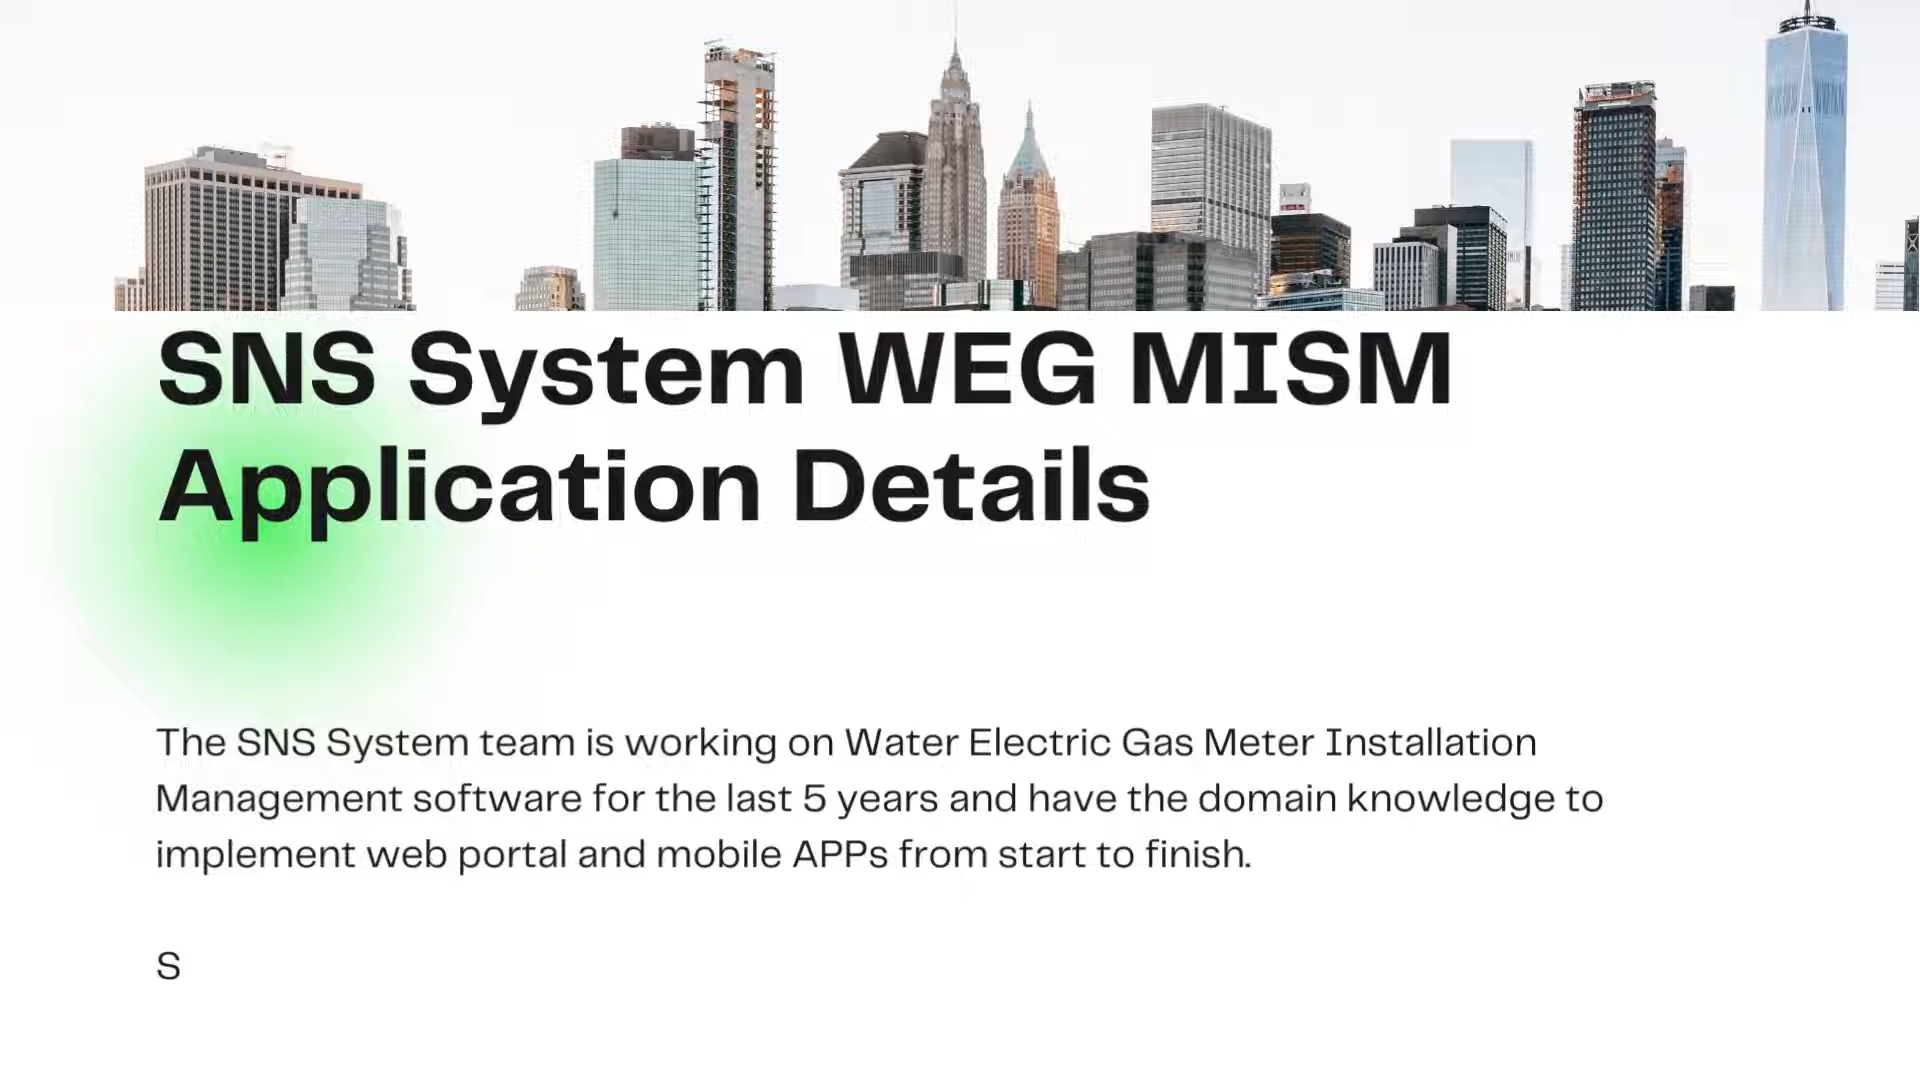 SNS System WEG MISM
Application Details
The SNS System team is working on Water Electric Gas Meter Installation
Management software for the last 5 years and have the domain knowledge to
implement web portal and mobile APPs from start to finish.
S